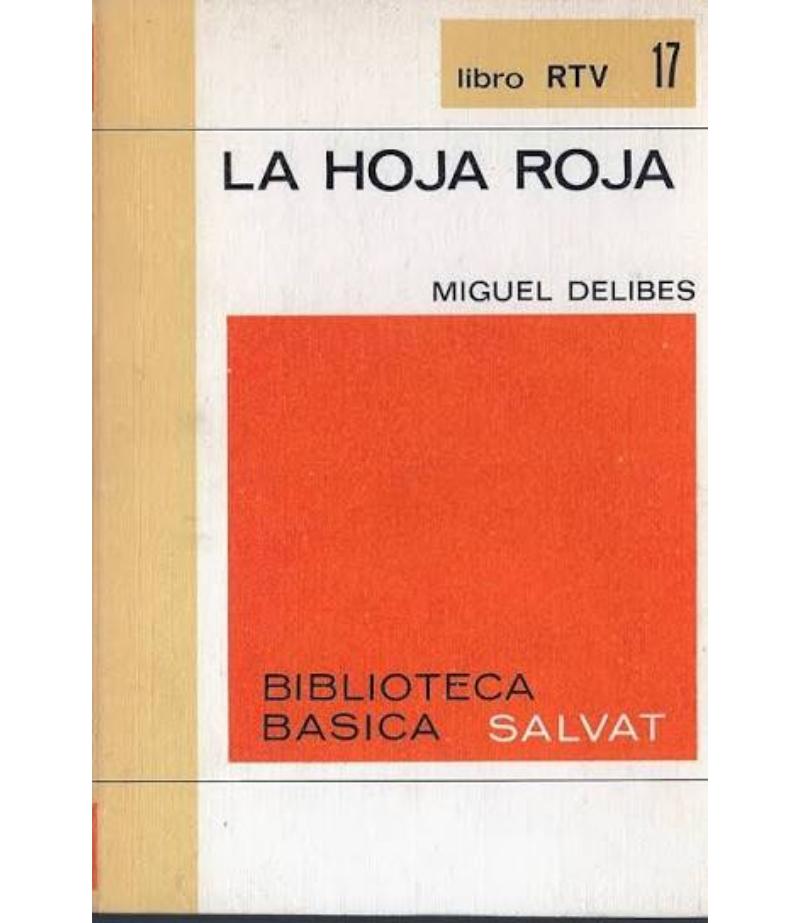 libro RTV 17
LA HOJA ROJA
MIGUEL DELIBES
BIBLIOTECA
BASICA SALVAT